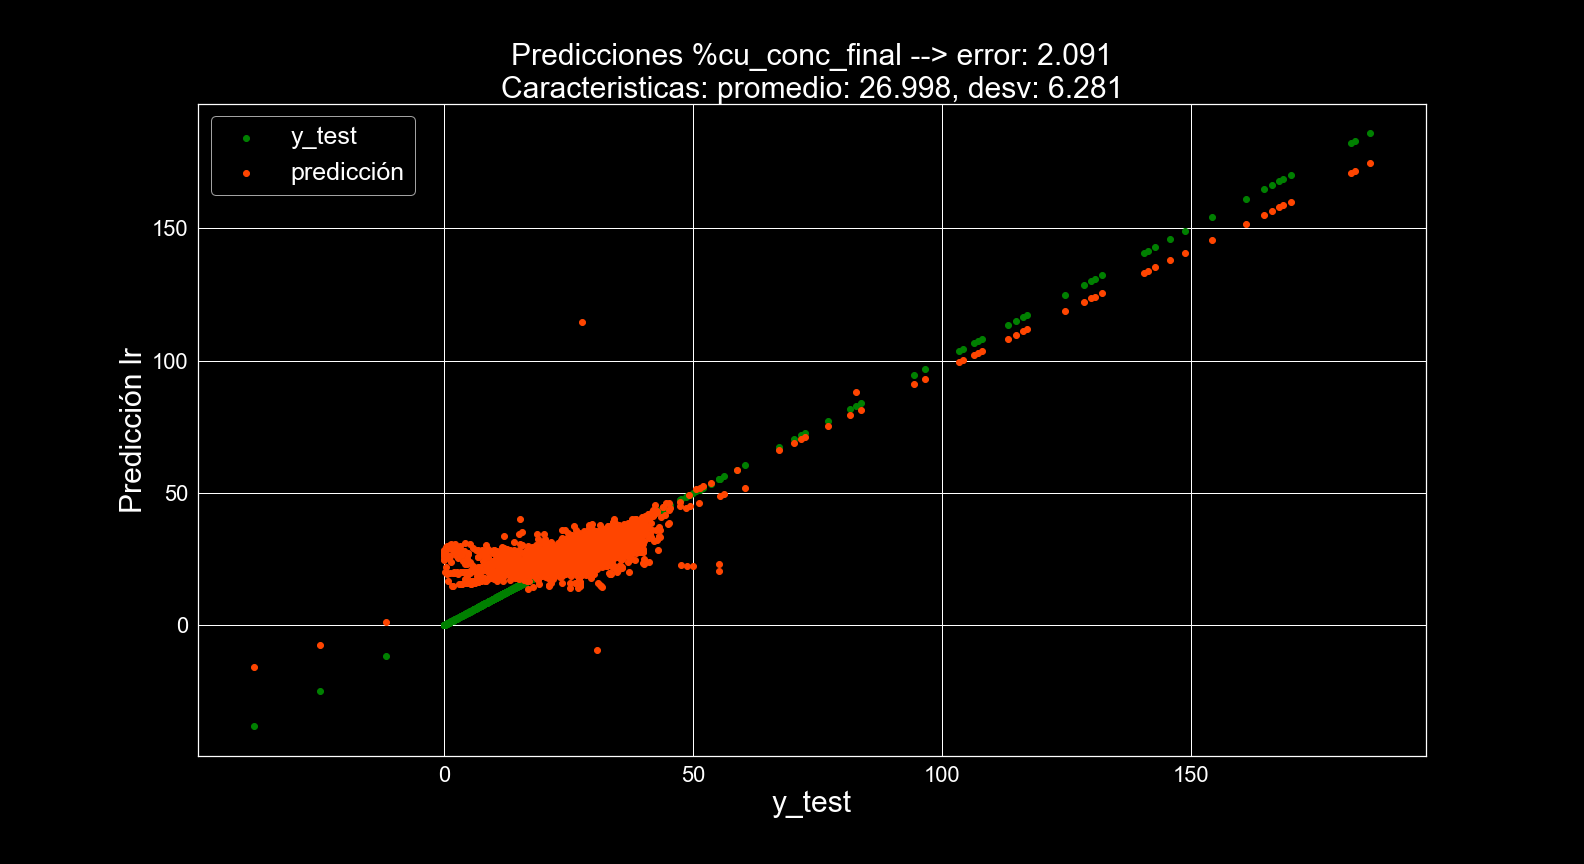 Predicciones %cu_conc_final --> error: 2.091
Caracteristicas: promedio: 26.998, desv: 6.281
y_test
predicción
150
100
50
0
Predicción lr
0
50
100
150
y_test